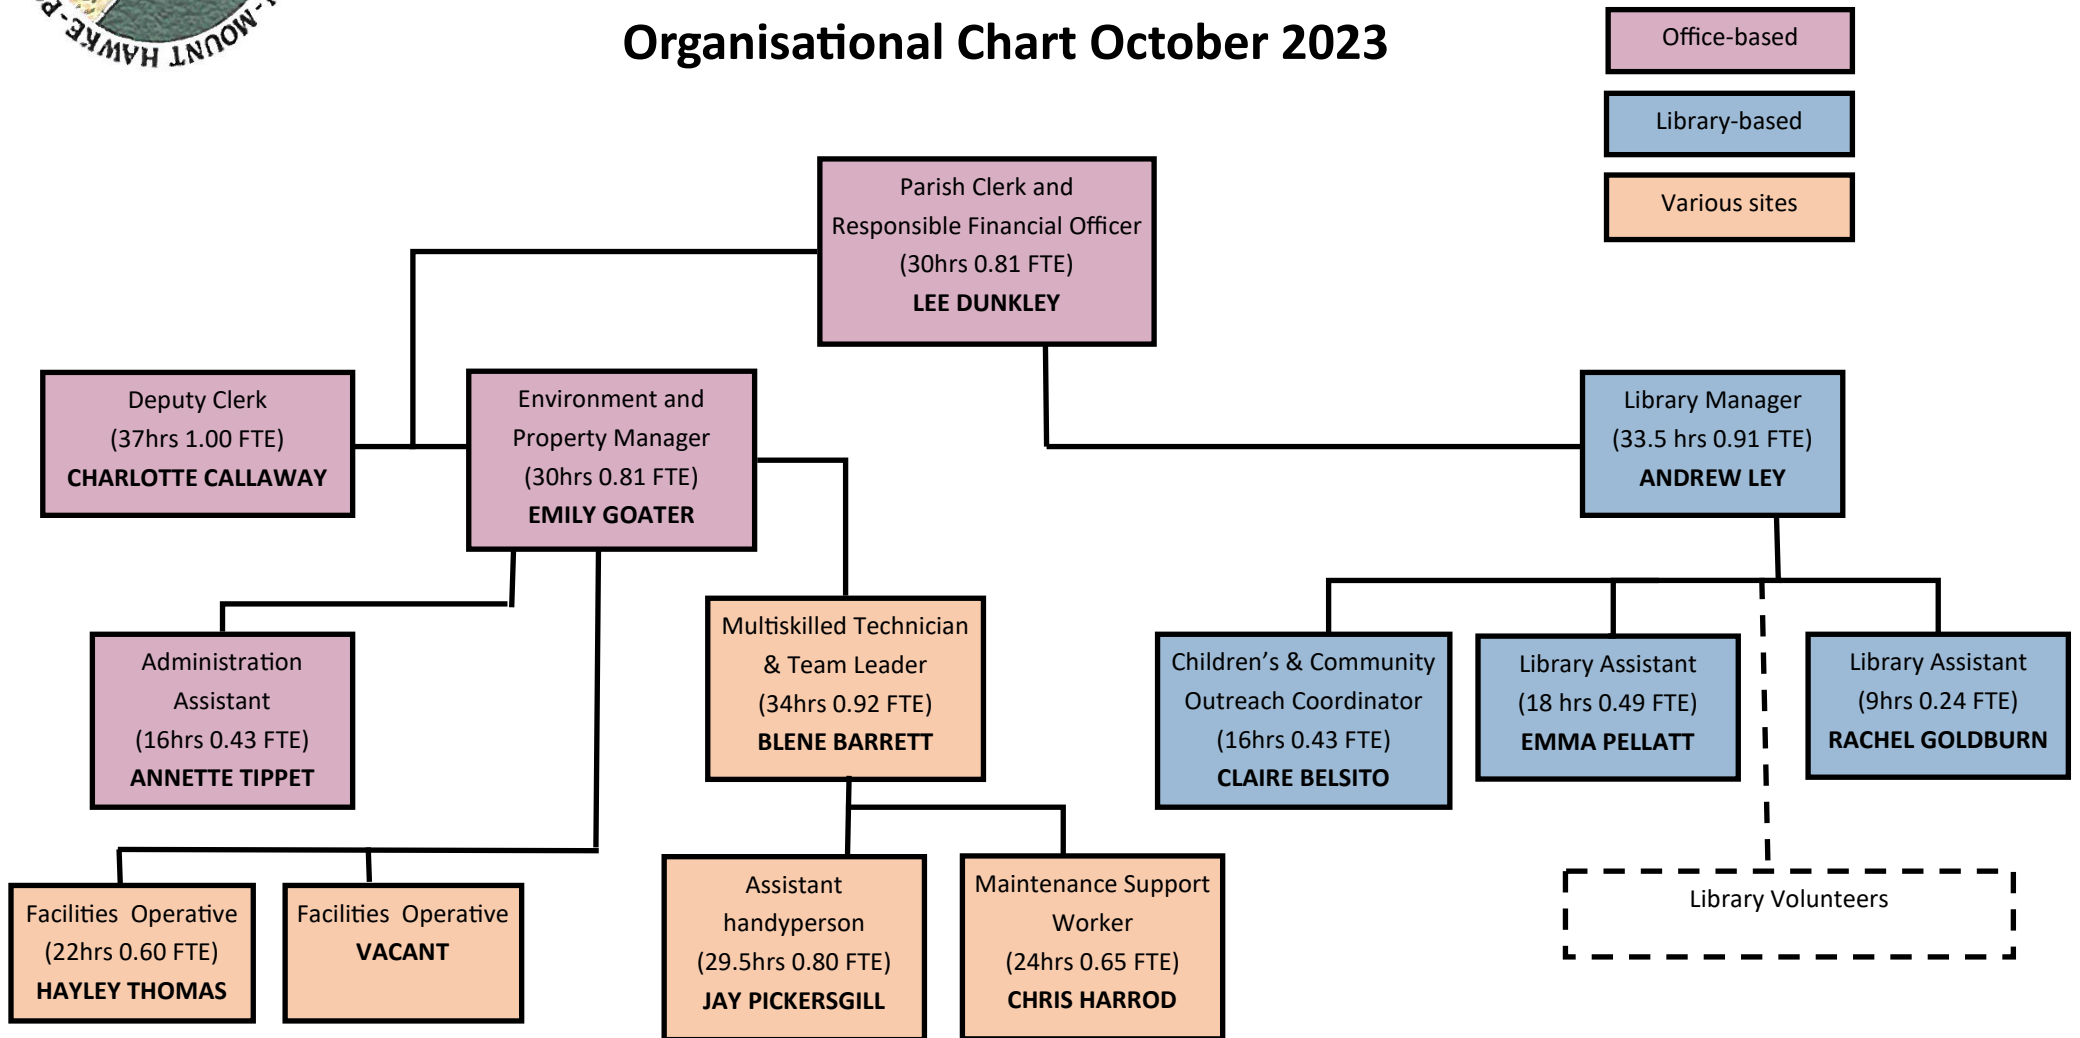 MOUNT HAWKE
Organisational Chart October 2023
Office-based
Library-based
Various sites
Parish Clerk and
Responsible Financial Officer
(30hrs 0.81 FTE)
LEE DUNKLEY
Deputy Clerk
(37hrs 1.00 FTE)
CHARLOTTE CALLAWAY
Environment and
Property Manager
(30hrs 0.81 FTE)
EMILY GOATER
Library Manager
(33.5 hrs 0.91 FTE)
ANDREW LEY
Administration
Assistant
(16hrs 0.43 FTE)
ANNETTE TIPPET
Multiskilled Technician
& Team Leader
(34hrs 0.92 FTE)
BLENE BARRETT
Children’s & Community
Outreach Coordinator
(16hrs 0.43 FTE)
CLAIRE BELSITO
Library Assistant
(18 hrs 0.49 FTE)
EMMA PELLATT
Library Assistant
(9hrs 0.24 FTE)
RACHEL GOLDBURN
Facilities Operative
(22hrs 0.60 FTE)
HAYLEY THOMAS
Facilities Operative
VACANT
Assistant
handyperson
(29.5hrs 0.80 FTE)
JAY PICKERSGILL
Maintenance Support
Worker
(24hrs 0.65 FTE)
CHRIS HARROD
Library Volunteers